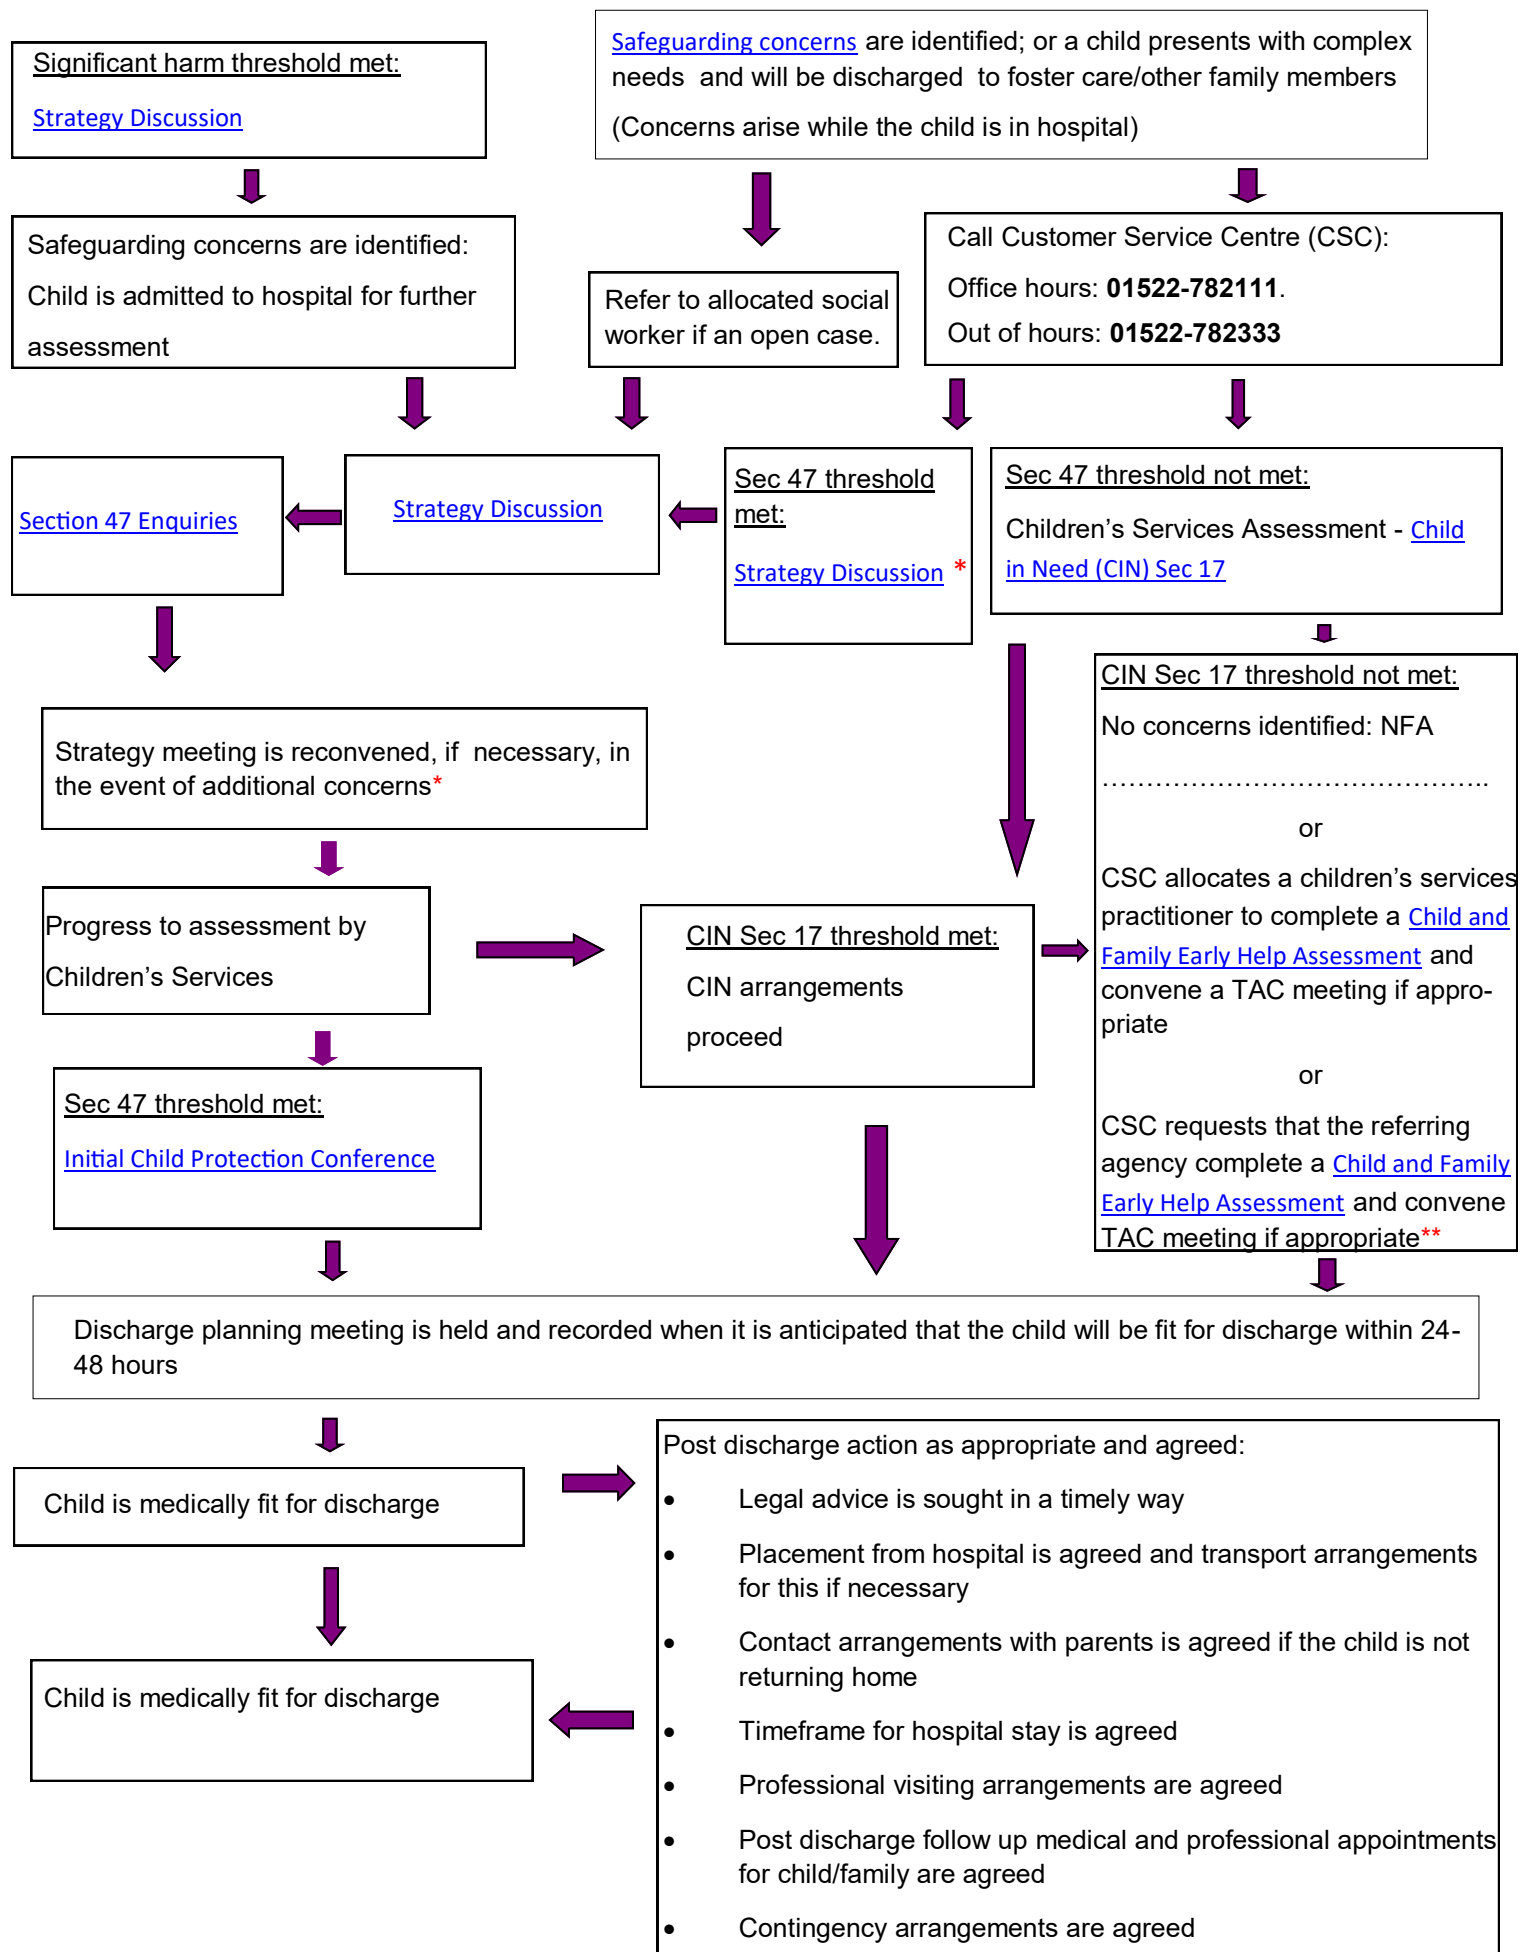 Significant harm threshold met:
Strategy Discussion
Safeguarding concerns are identified; or a child presents with complex
needs and will be discharged to foster care/other family members
(Concerns arise while the child is in hospital)
Safeguarding concerns are identified:
Child is admitted to hospital for further
assessment
Refer to allocated social
worker if an open case.
Call Customer Service Centre (CSC):
Office hours: 01522-782111.
Out of hours: 01522-782333
Section 47 Enquiries
Strategy Discussion
Sec 47 threshold
met:
Strategy Discussion *
Sec 47 threshold not met:
Children’s Services Assessment - Child
in Need (CIN) Sec 17
Strategy meeting is reconvened, if necessary, in
the event of additional concerns*
Progress to assessment by
Children’s Services
CIN Sec 17 threshold met:
CIN arrangements
proceed
CIN Sec 17 threshold not met:
No concerns identified: NFA
……………………………………..
or
CSC allocates a children’s services
practitioner to complete a Child and
Family Early Help Assessment and
convene a TAC meeting if appro-
priate
or
CSC requests that the referring
agency complete a Child and Family
Early Help Assessment and convene
TAC meeting if appropriate**
Sec 47 threshold met:
Initial Child Protection Conference
Discharge planning meeting is held and recorded when it is anticipated that the child will be fit for discharge within 24-
48 hours
Child is medically fit for discharge
Child is medically fit for discharge
Post discharge action as appropriate and agreed:
• Legal advice is sought in a timely way
• Placement from hospital is agreed and transport arrangements
for this if necessary
• Contact arrangements with parents is agreed if the child is not
returning home
• Timeframe for hospital stay is agreed
• Professional visiting arrangements are agreed
• Post discharge follow up medical and professional appointments
for child/family are agreed
• Contingency arrangements are agreed